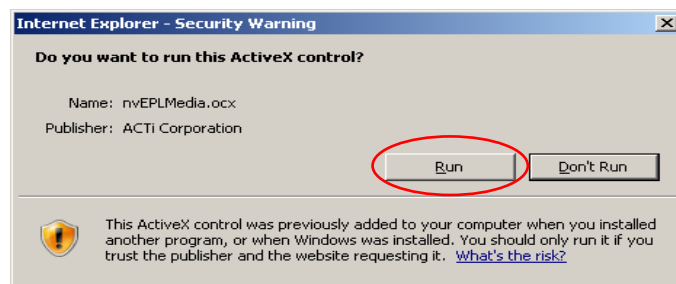 Internet Explorer - Security Warning
Do you want to run this ActiveX control?
Name: nvEPLMedia.ocx
Publisher: ACTi Corporation
Run Don't Run
This ActiveX control was previously added to your computer when you installed
another program, or when Windows was installed. You should only run it if you
trust the publisher and the website requesting it. What's the risk?